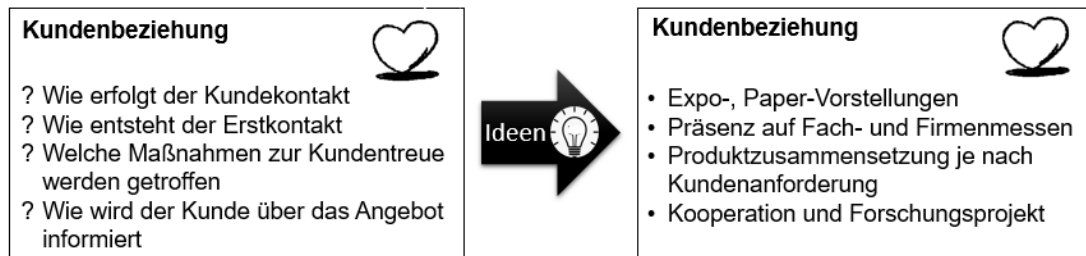 Kundenbeziehung
? Wie erfolgt der Kundekontakt
? Wie entsteht der Erstkontakt
? Welche Maßnahmen zur Kundentreue
werden getroffen
? Wie wird der Kunde über das Angebot
informiert
Ideen
Kundenbeziehung
• Expo-, Paper-Vorstellungen
• Präsenz auf Fach- und Firmenmessen
• Produktzusammensetzung je nach
Kundenanforderung
• Kooperation und Forschungsprojekt